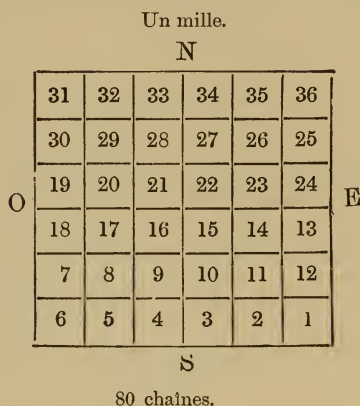 Un mille.
N
31 32 33 34 35 36
30 29 28 27 26 25
19 20 21 22 23 24
O E
18 17 16 15 14 13
7 8 9 10 11 12
6 5 4 3 2 1
S
80 chaînes.